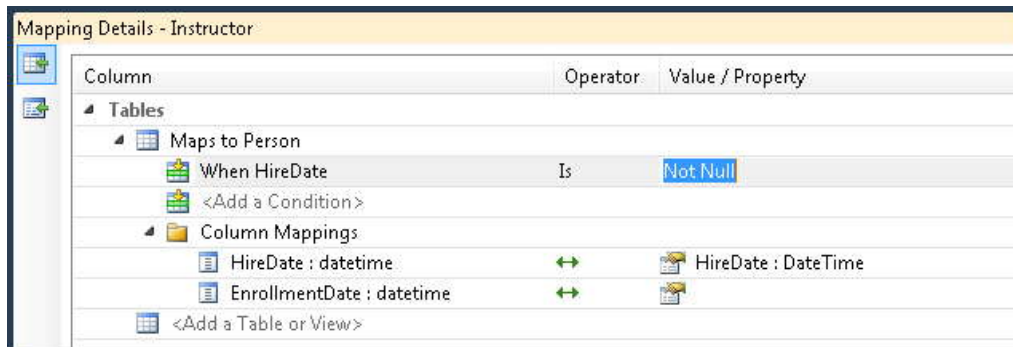 Mapping Details - Instructor
Column Operator Value / Property
Tables
Maps to Person
When HireDate Is Not Null
<Add a Condition>
Column Mappings
HireDate : datetime HireDate : DateTime
EnrollmentDate : datetime
<Add a Table or View>